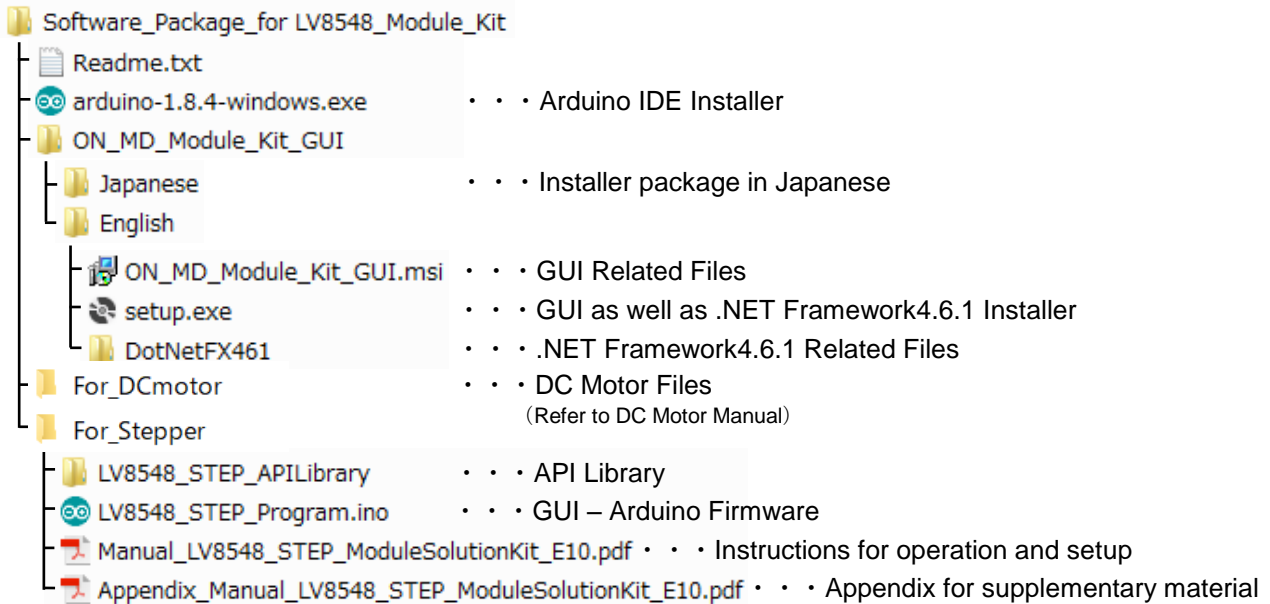 Software_Package_for LV8548_Module_Kit
Readme.txt
arduino-1.8.4-windows.exe ・・・Arduino IDE Installer
ON_MD_Module_Kit_GUI
Japanese ・・・Installer package in Japanese
English
ON_MD_Module_Kit_GUI.msi ・・・GUI Related Files
setup.exe ・・・GUI as well as .NET Framework4.6.1 Installer
DotNetFX461 ・・・.NET Framework4.6.1 Related Files
For_DCmotor ・・・DC Motor Files
（Refer to DC Motor Manual）
For_Stepper
LV8548_STEP_APILibrary ・・・API Library
LV8548_STEP_Program.ino ・・・GUI – Arduino Firmware
Manual_LV8548_STEP_ModuleSolutionKit_E10.pdf ・・・Instructions for operation and setup
Appendix_Manual_LV8548_STEP_ModuleSolutionKit_E10.pdf ・・・Appendix for supplementary material